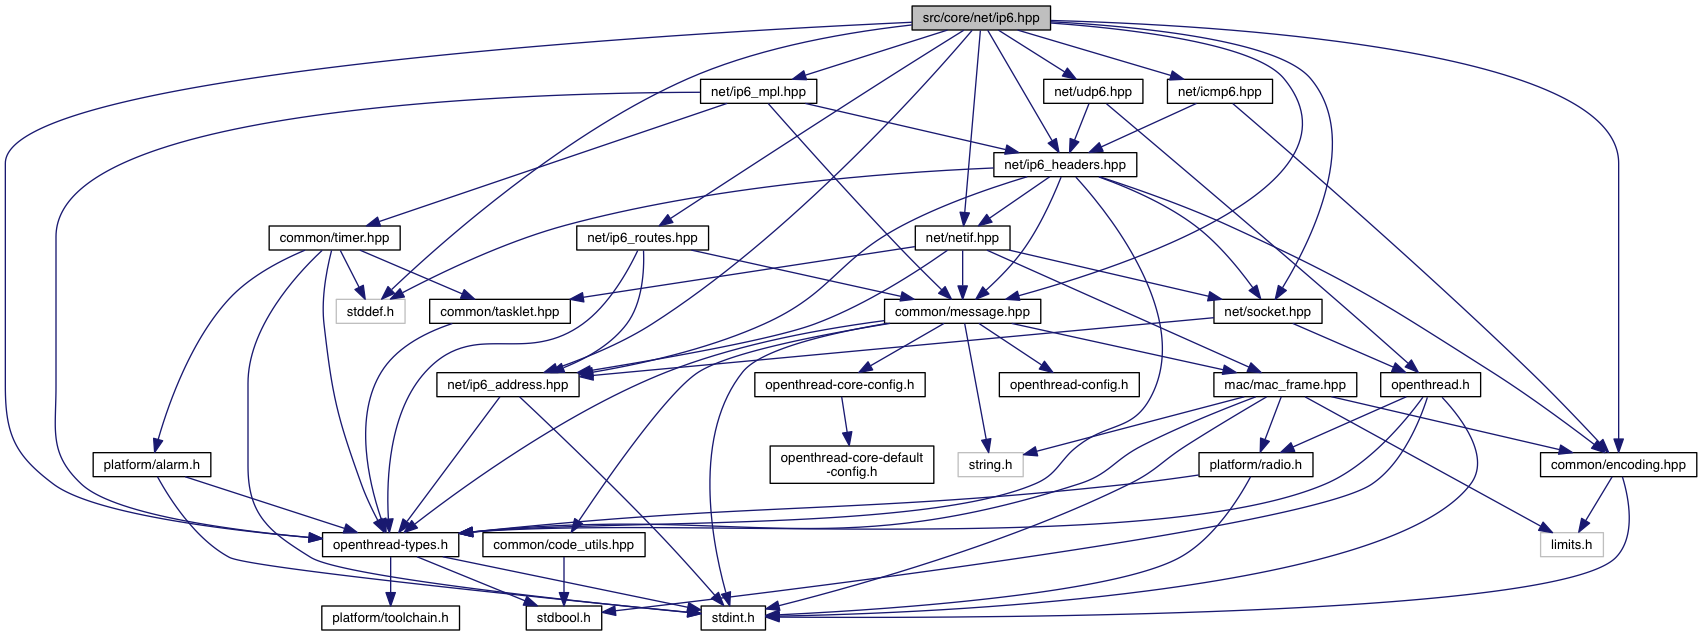 src/core/net/ip6.hpp
net/ip6_mpl.hpp
net/udp6.hpp
net/icmp6.hpp
net/ip6_headers.hpp
common/timer.hpp
net/ip6_routes.hpp
net/netif.hpp
stddef.h
common/tasklet.hpp
common/message.hpp
net/socket.hpp
net/ip6_address.hpp
openthread-core-config.h
openthread-config.h
mac/mac_frame.hpp
openthread.h
platform/alarm.h
openthread-core-default
-config.h
string.h
platform/radio.h
common/encoding.hpp
openthread-types.h
common/code_utils.hpp
limits.h
platform/toolchain.h
stdbool.h
stdint.h